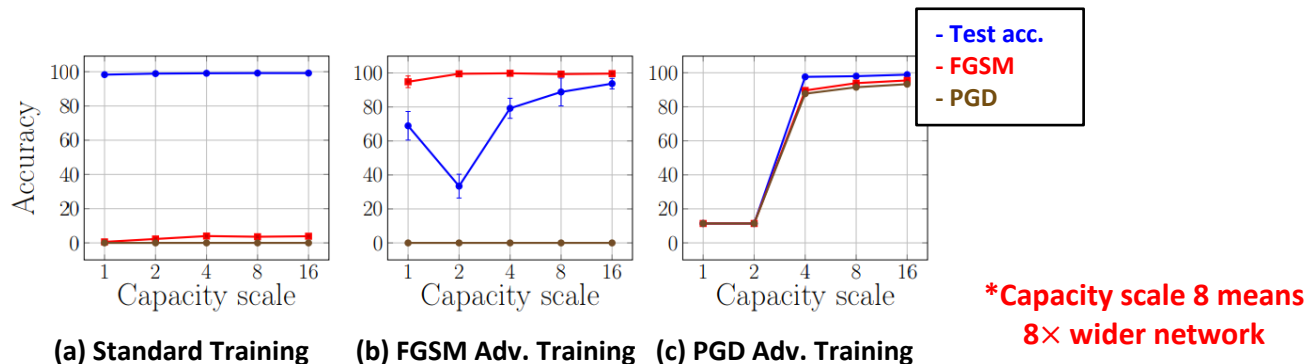 - Test acc.
- FGSM
- PGD
Accuracy
100
80
60
40
20
0
1 2 4 8 16
Capacity scale
(a) Standard Training
100
80
60
40
20
0
1 2 4 8 16
Capacity scale
(b) FGSM Adv. Training
100
80
60
40
20
0
1 2 4 8 16
Capacity scale
(c) PGD Adv. Training
*Capacity scale 8 means
8× wider network